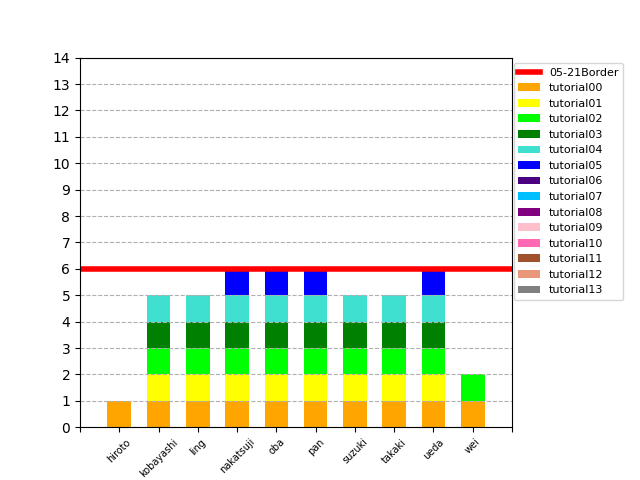 14
13
12
11
10
9
8
7
6
5
4
3
2
1
0
hiroto
kobayashi
ling
nakatsuji
oba
pan
suzuki
takaki
ueda
wei
05-21Border
tutorial00
tutorial01
tutorial02
tutorial03
tutorial04
tutorial05
tutorial06
tutorial07
tutorial08
tutorial09
tutorial10
tutorial11
tutorial12
tutorial13